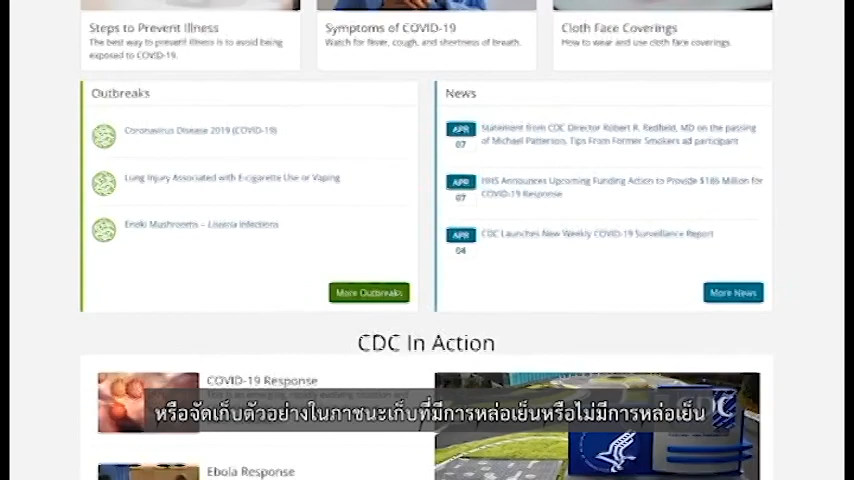 Steps to Prevent Illness
The best way to prevent illness is to avoid being
exposed to COVID-19.
Symptoms of COVID-19
Watch for fever, cough, and shortness of breath.
Cloth Face Coverings
How to wear and use cloth face coverings.
Outbreaks
Coronavirus Disease 2019 (COVID-19)
Lung Injury Associated with E-cigarette Use or Vaping
Enoki Mushrooms – Listeria Infections
More Outbreaks
News
APR
07
Statement from CDC Director Robert R. Redfield, MD on the passing
of Michael Patterson, Tips From Former Smokers ad participant
APR
07
HHS Announces Upcoming Funding Action to Provide $186 Million for
COVID-19 Response
APR
04
CDC Launches New Weekly COVID-19 Surveillance Report
More News
CDC In Action
COVID-19 Response
หรือจัดเก็บตัวอย่างในภาชนะเก็บที่มีการหล่อเย็นหรือไม่มีการหล่อเย็น
Ebola Response